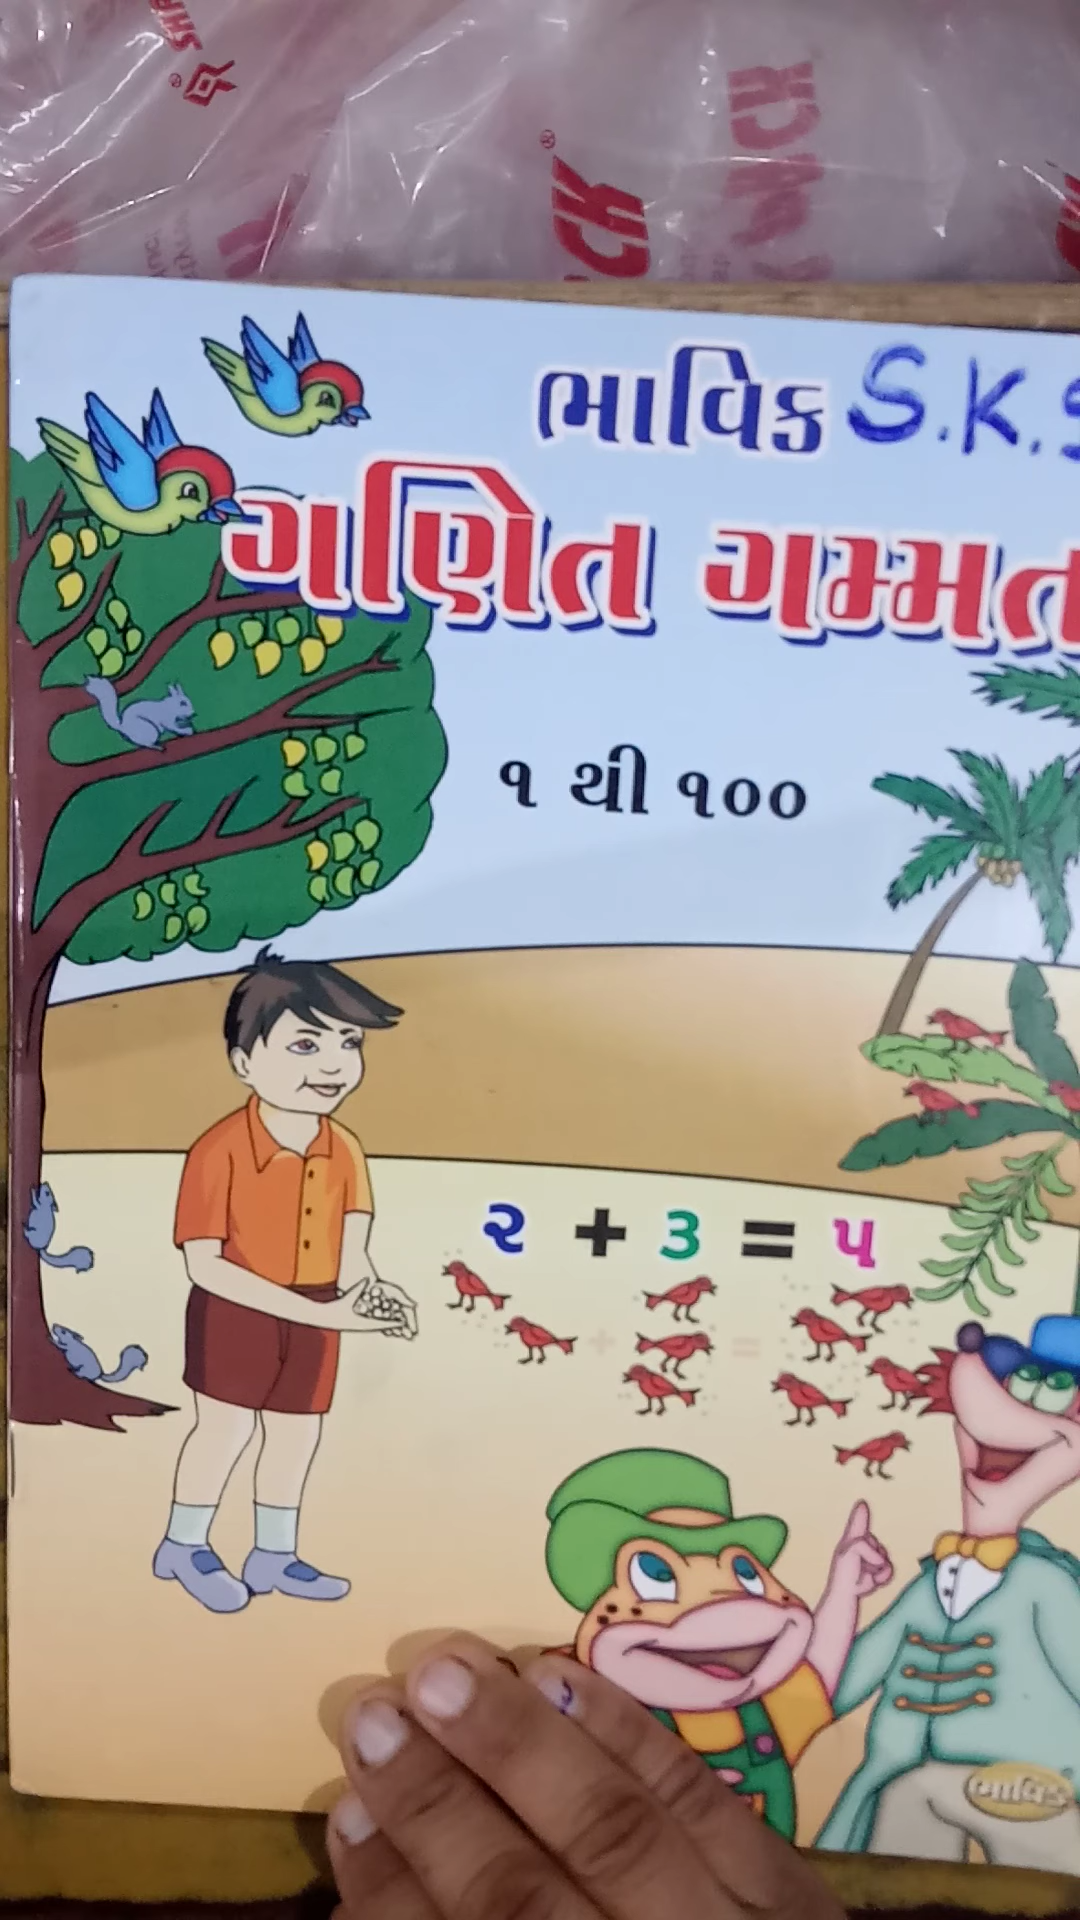 ભાવિક S.K.S
ગણિત ગમ્મત
૧ થી ૧૦૦
૨ + ૩ = ૫
ભાવિક